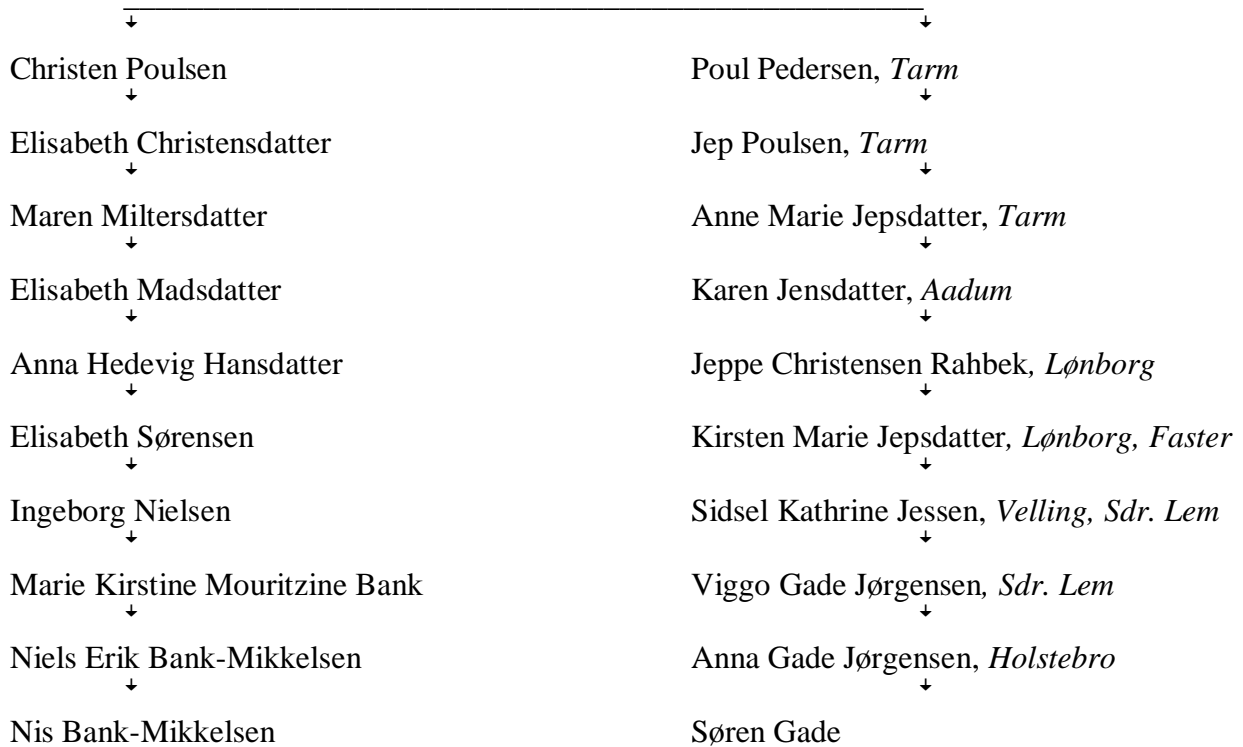 Christen Poulsen Poul Pedersen, Tarm
Elisabeth Christensdatter Jep Poulsen, Tarm
Maren Miltersdatter Anne Marie Jepsdatter, Tarm
Elisabeth Madsdatter Karen Jensdatter, Aadum
Anna Hedevig Hansdatter Jeppe Christensen Rahbek, Lønborg
Elisabeth Sørensen Kirsten Marie Jepsdatter, Lønborg, Faster
Ingeborg Nielsen Sidsel Kathrine Jessen, Velling, Sdr. Lem
Marie Kirstine Mouritzine Bank Viggo Gade Jørgensen, Sdr. Lem
Niels Erik Bank-Mikkelsen Anna Gade Jørgensen, Holstebro
Nis Bank-Mikkelsen Søren Gade